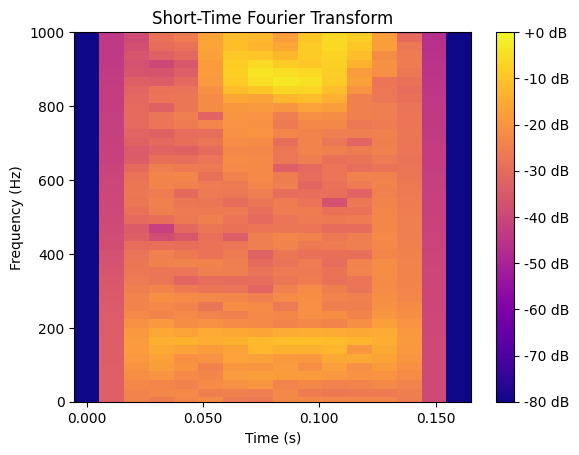 Short-Time Fourier Transform
1000
800
600
400
200
0
Frequency (Hz)
0.000
0.050
0.100
0.150
Time (s)
+0 dB
-10 dB
-20 dB
-30 dB
-40 dB
-50 dB
-60 dB
-70 dB
-80 dB